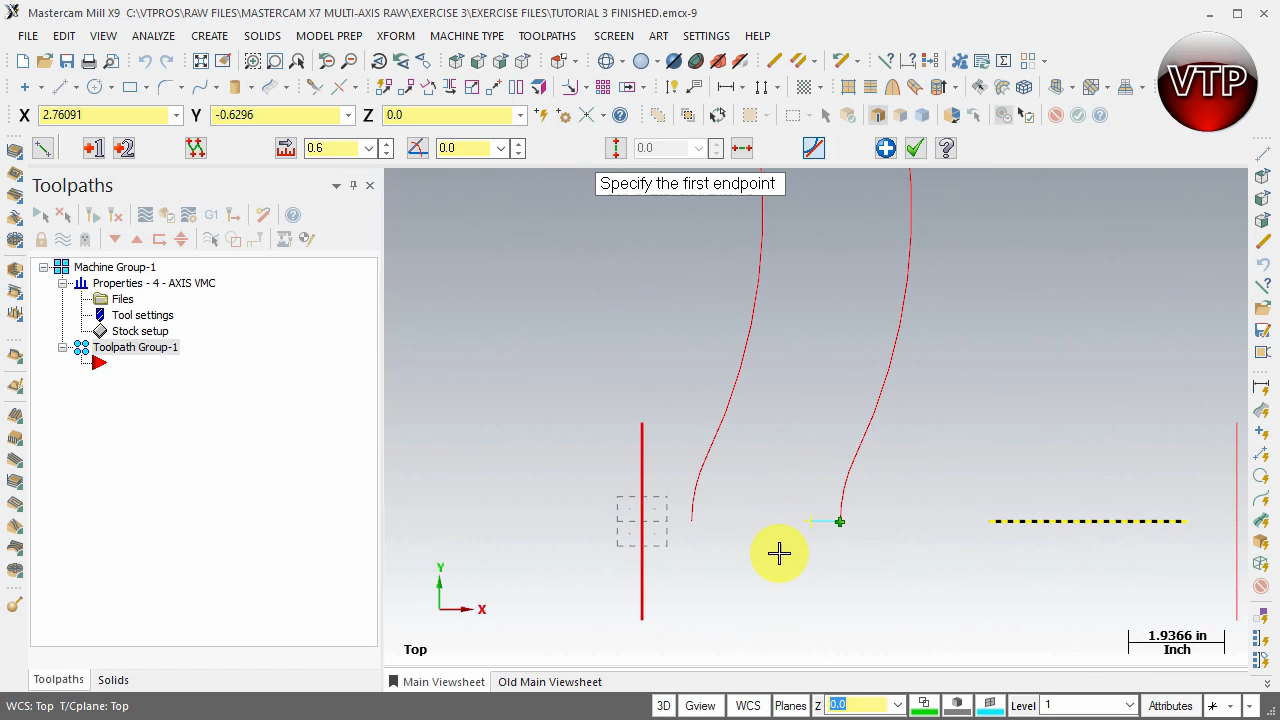 Mastercam Mill X9 C:\VTPROS\RAW FILES\MASTERCAM X7 MULTI-AXIS RAW\EXERCISE 3\EXERCISE FILES\TUTORIAL 3 FINISHED.emcx-9
FILE EDIT VIEW ANALYZE CREATE SOLIDS MODEL PREP XFORM MACHINE TYPE TOOLPATHS SCREEN ART SETTINGS HELP
VTP
X 2.76091 Y -0.6296 Z 0.0
+1 +2 0.6 0.0 0.0
Toolpaths
Specify the first endpoint
G1
Machine Group-1
Properties - 4 - AXIS VMC
Files
Tool settings
Stock setup
Toolpath Group-1
Y
X
Top
1.9366 in
Inch
Toolpaths Solids
Main Viewsheet Old Main Viewsheet
WCS: Top T/Cplane: Top
3D Gview WCS Planes Z 0.0 Level 1 Attributes